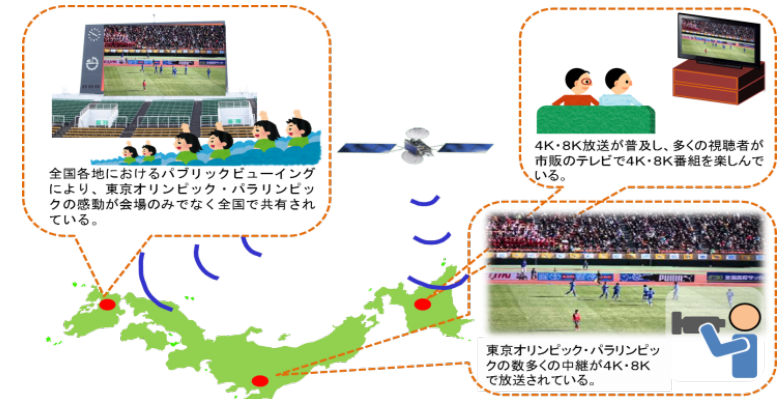 全国各地におけるパブリックビューイング
により、東京オリンピック・パラリンピッ
クの感動が会場のみでなく全国で共有され
ている。
4K・8K放送が普及し、多くの視聴者が
市販のテレビで4K・8K番組を楽しんで
いる。
東京オリンピック・パラリンピッ
クの数多くの中継が4K・8K
で放送されている。